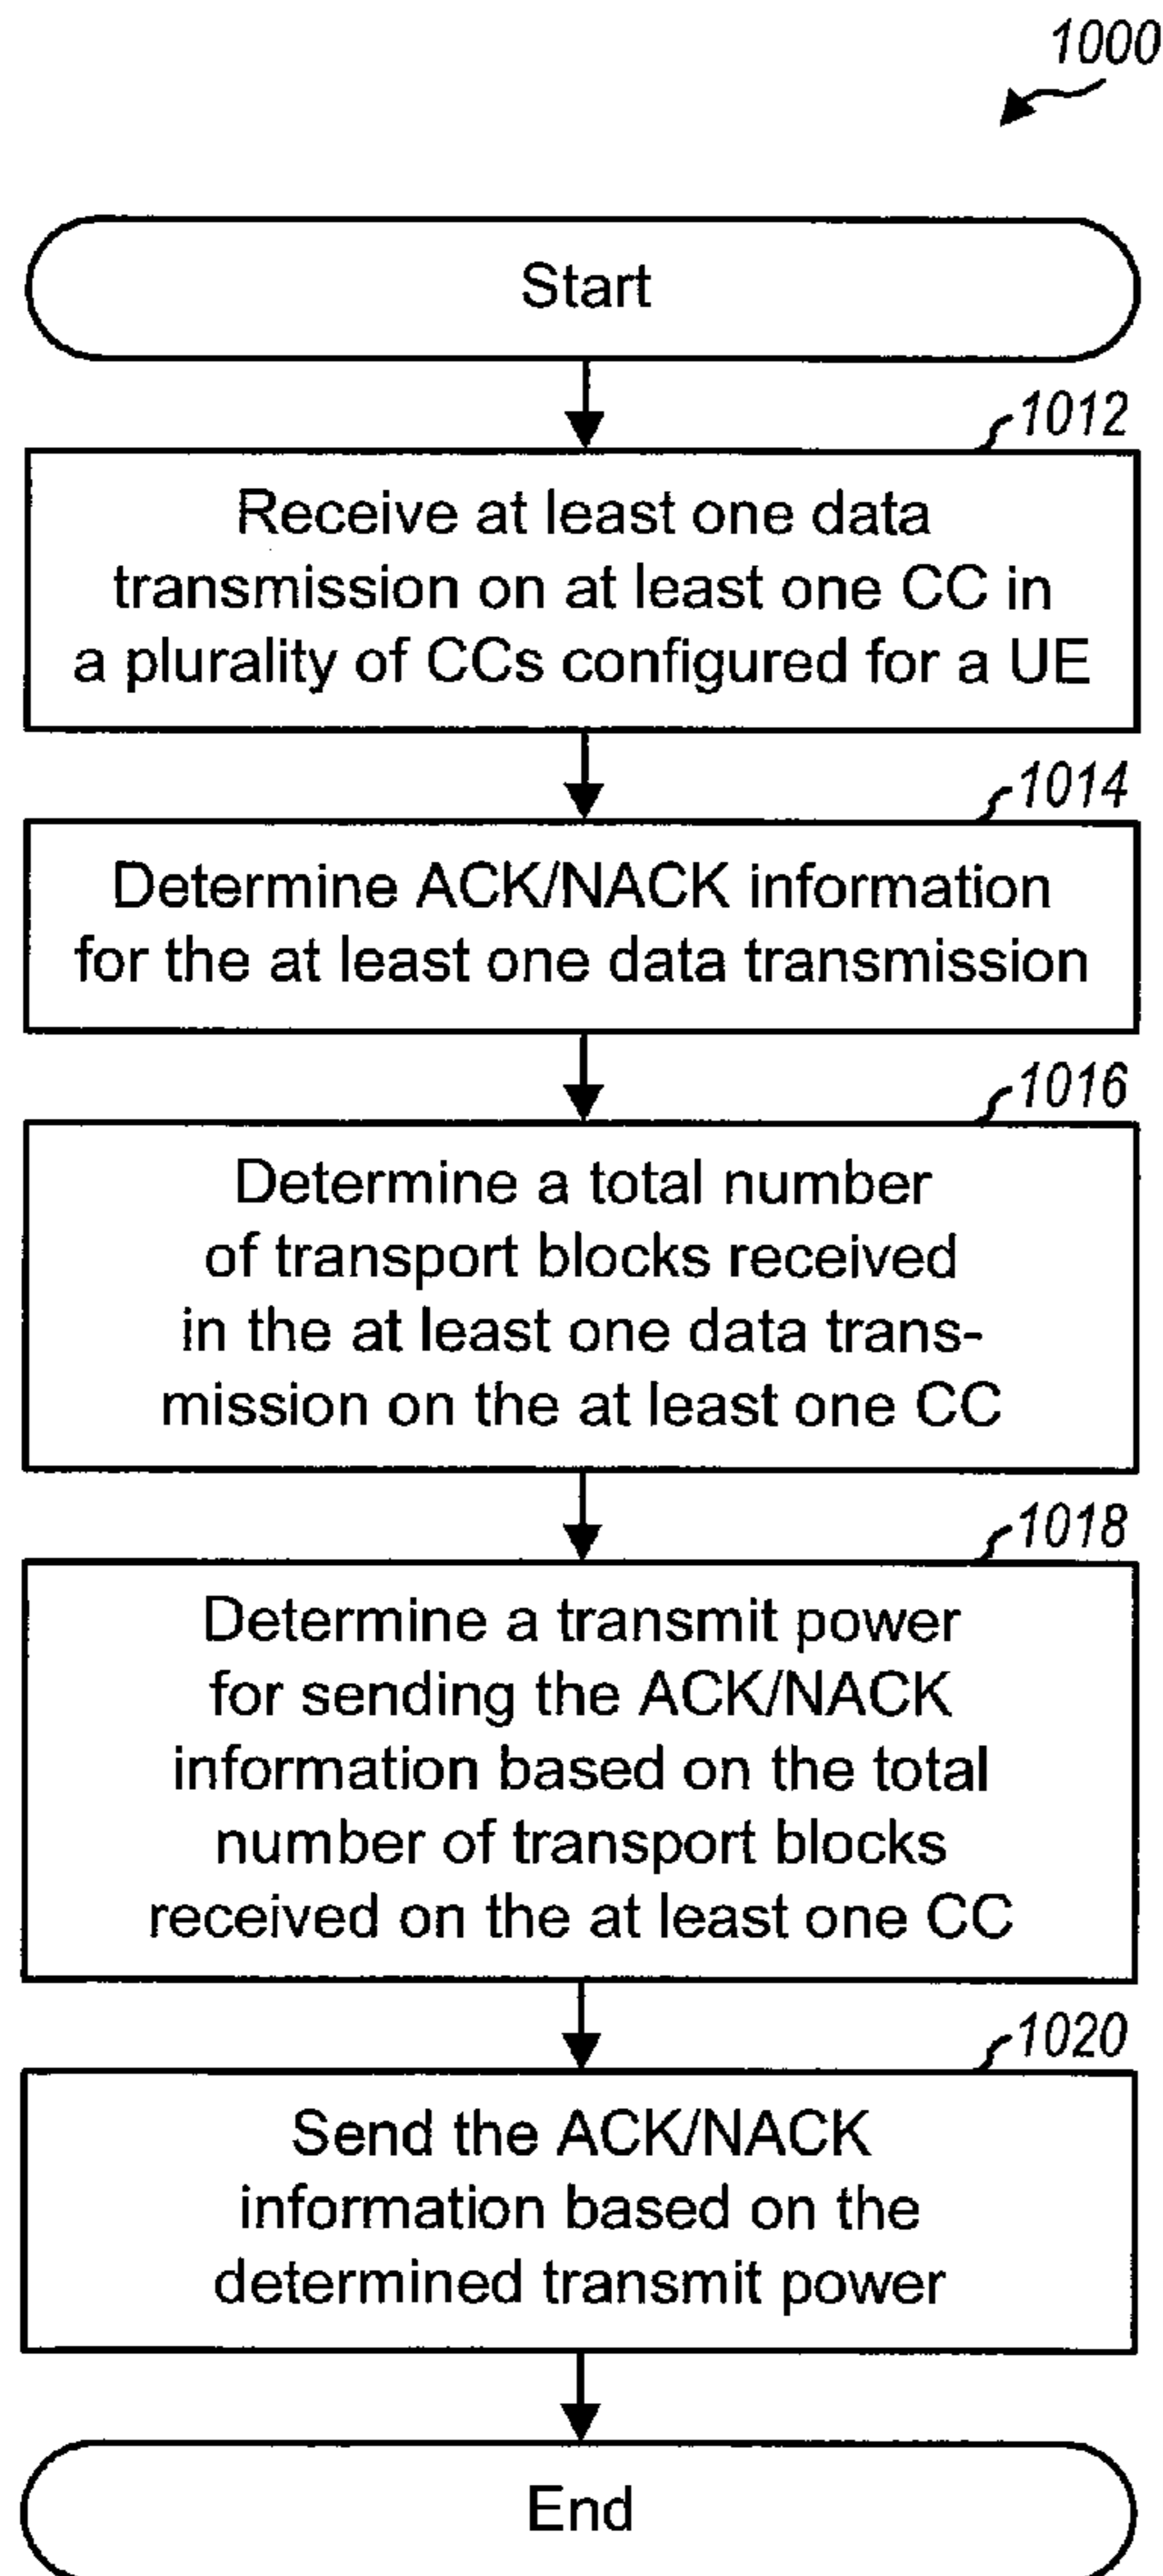 1000
Start
1012
Receive at least one data
transmission on at least one CC in
a plurality of CCs configured for a UE
1014
Determine ACK/NACK information
for the at least one data transmission
1016
Determine a total number
of transport blocks received
in the at least one data trans-
mission on the at least one CC
1018
Determine a transmit power
for sending the ACK/NACK
information based on the total
number of transport blocks
received on the at least one CC
1020
Send the ACK/NACK
information based on the
determined transmit power
End